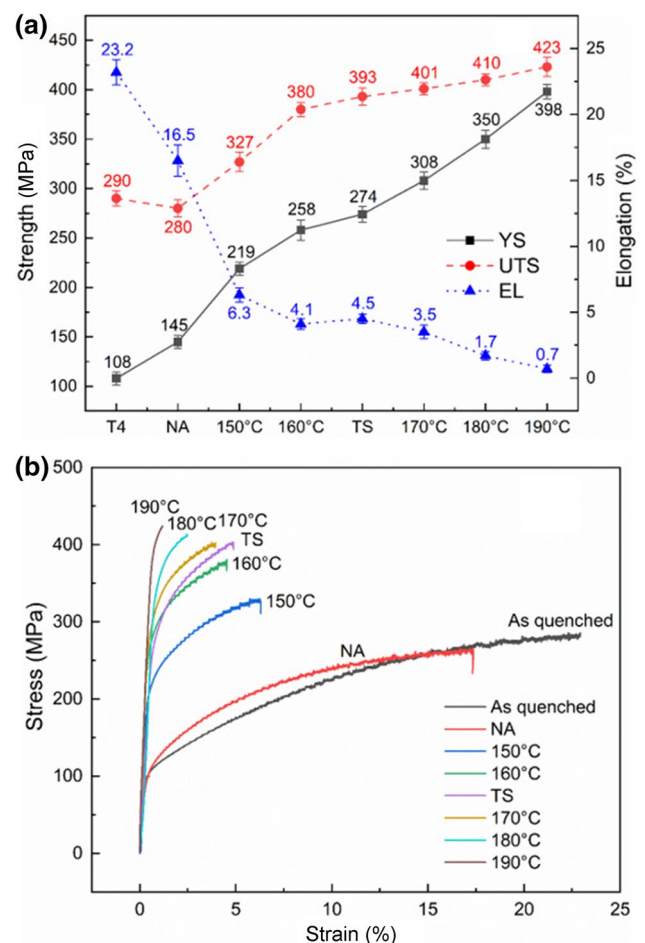 (a)
450
400
350
300
250
200
150
100
Strength (MPa)
25
20
15
10
5
0
Elongation (%)
23.2
16.5
6.3
4.1
4.5
3.5
1.7
0.7
290
280
327
380
393
401
410
423
108
145
219
258
274
308
350
398
YS
UTS
EL
T4 NA 150°C 160°C TS 170°C 180°C 190°C
(b)
500
400
300
200
100
0
Stress (MPa)
190°C
180°C 170°C
TS
160°C
150°C
NA
As quenched
As quenched
NA
150°C
160°C
TS
170°C
180°C
190°C
0 5 10 15 20 25
Strain (%)